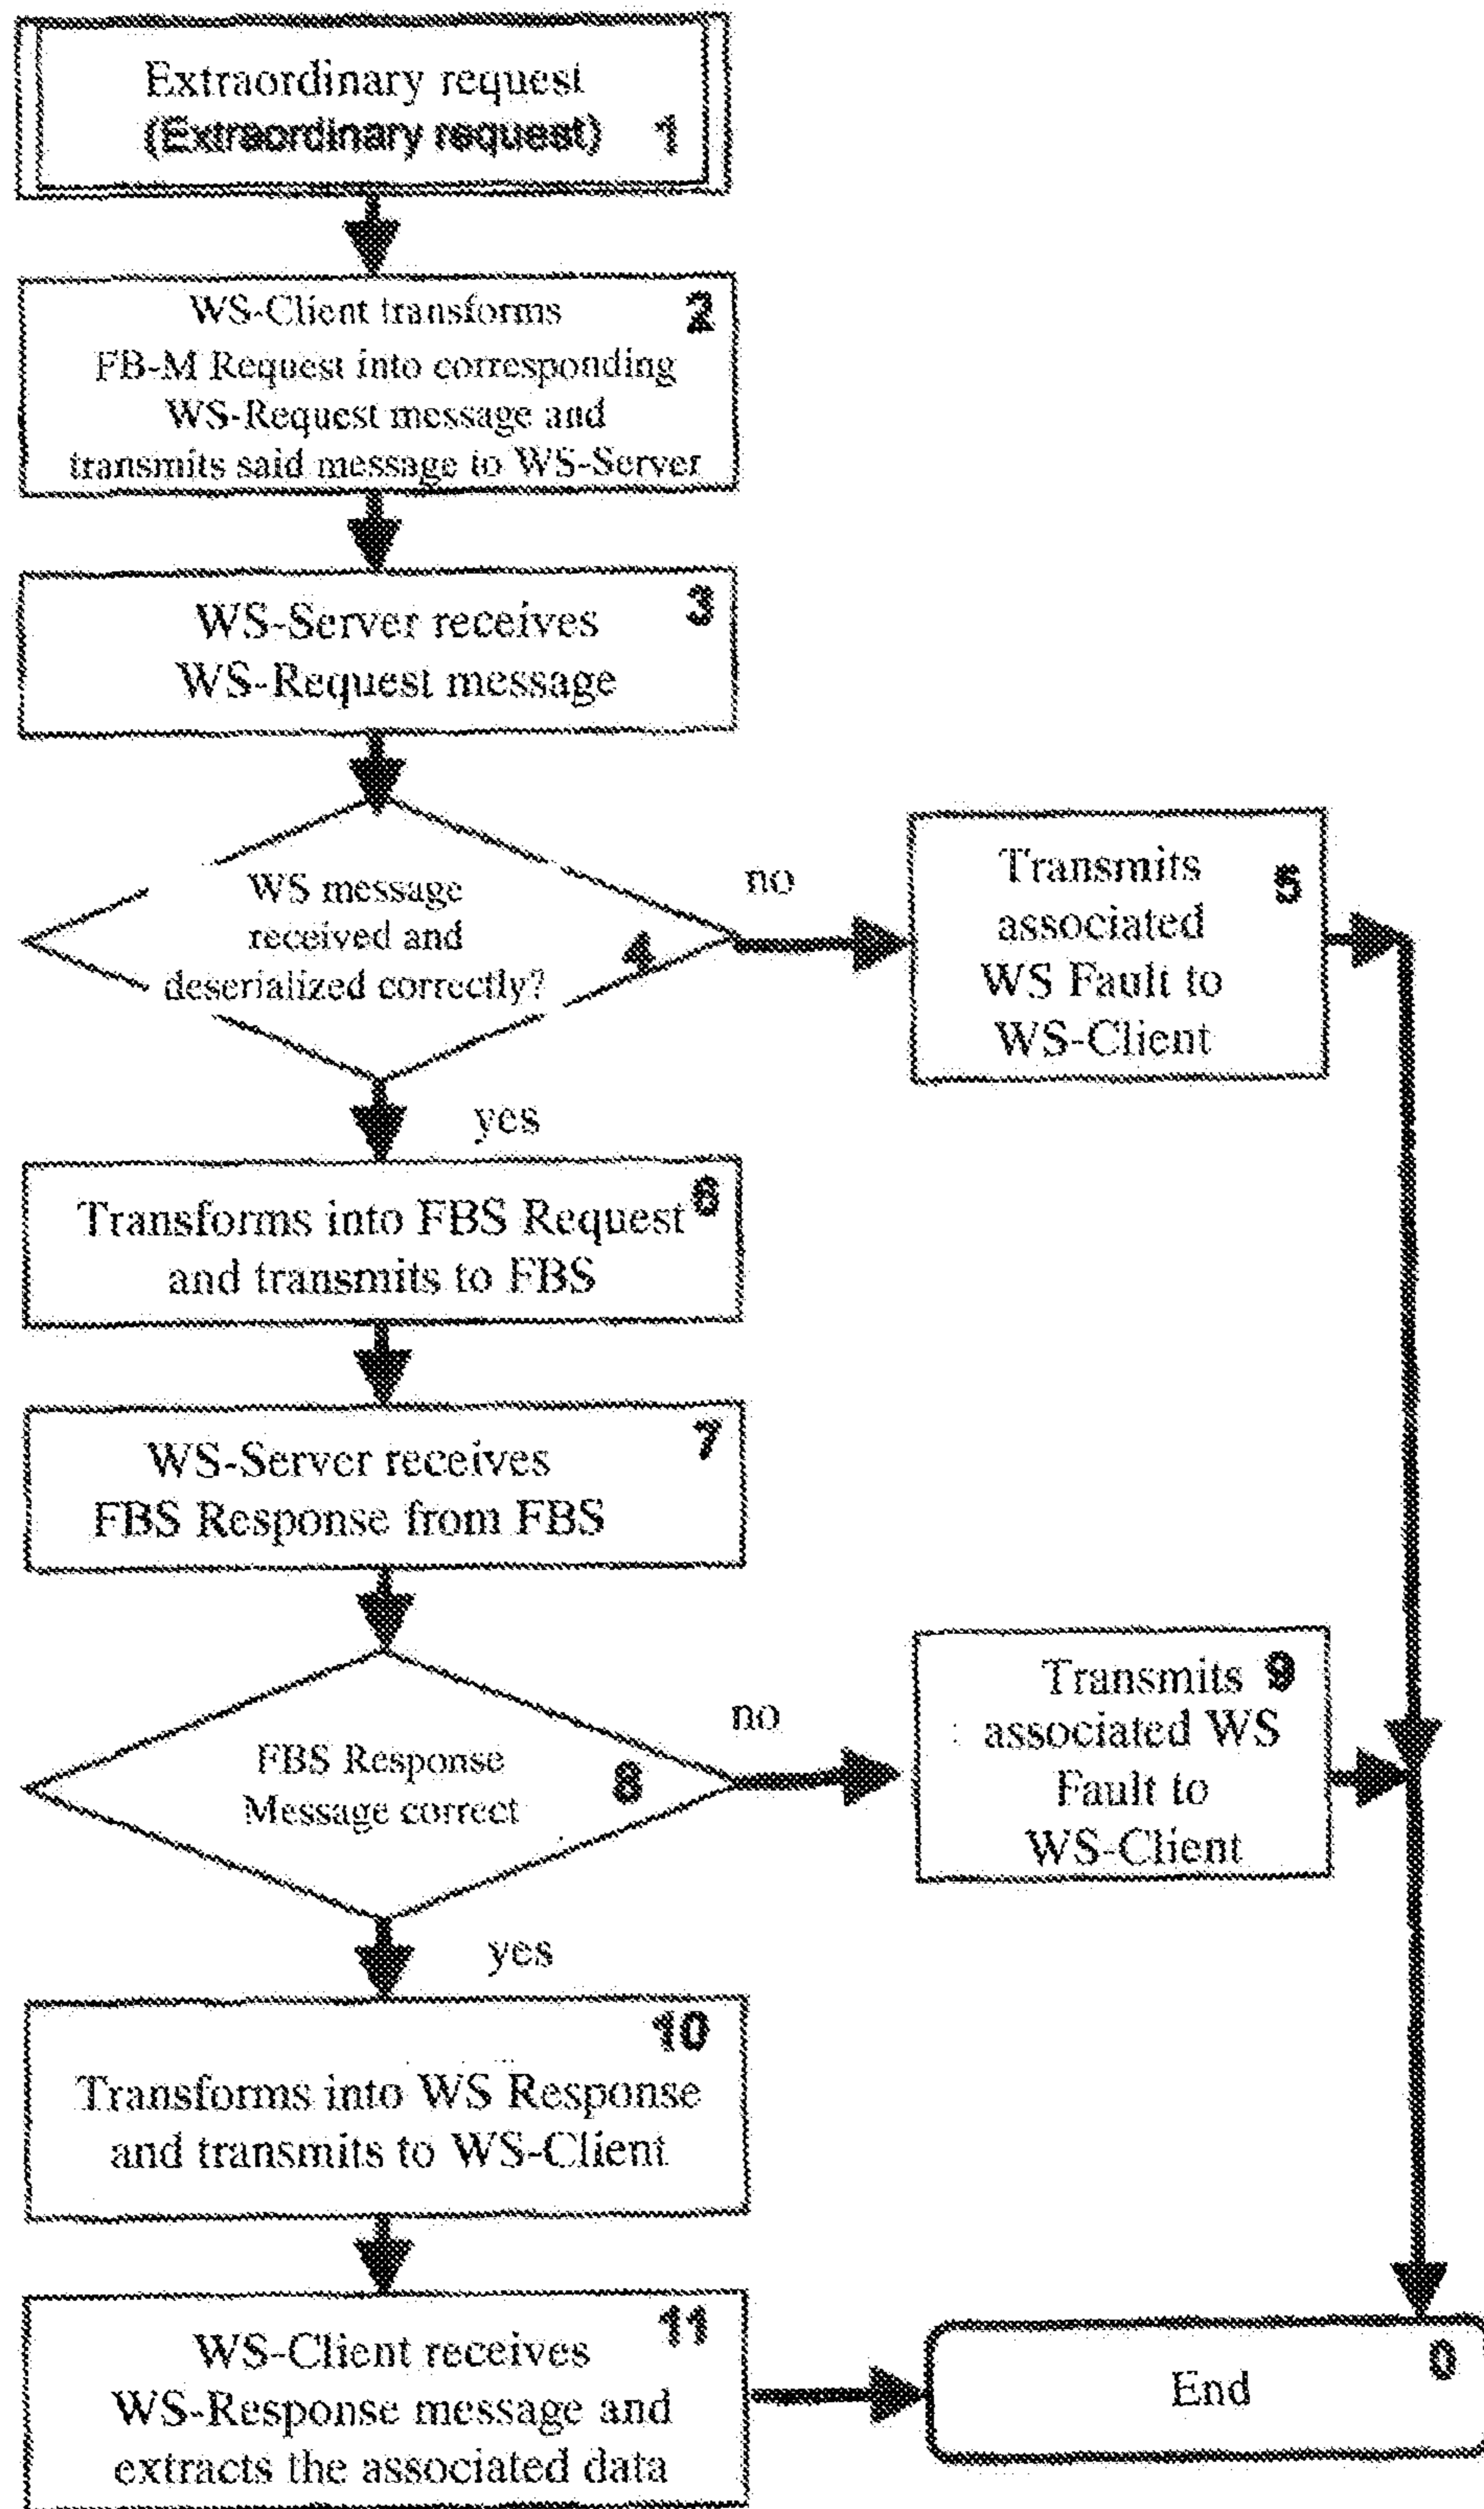 Extraordinary request
(Extraordinary request) 1
2
WS-Client transforms
FB-M Request into corresponding
WS-Request message and
transmits said message to WS-Server
3
WS-Server receives
WS-Request message
WS message
received and
deserialized correctly?
4
no
Transmits
associated
WS Fault to
WS-Client
5
yes
Transforms into FBS Request
and transmits to FBS
6
7
WS-Server receives
FBS Response from FBS
FBS Response
Message correct
8
no
Transmits 9
: associated WS
Fault to
WS-Client
yes
10
Transforms into WS Response
and transmits to WS-Client
11
WS-Client receives
WS-Response message and
extracts the associated data
0
End